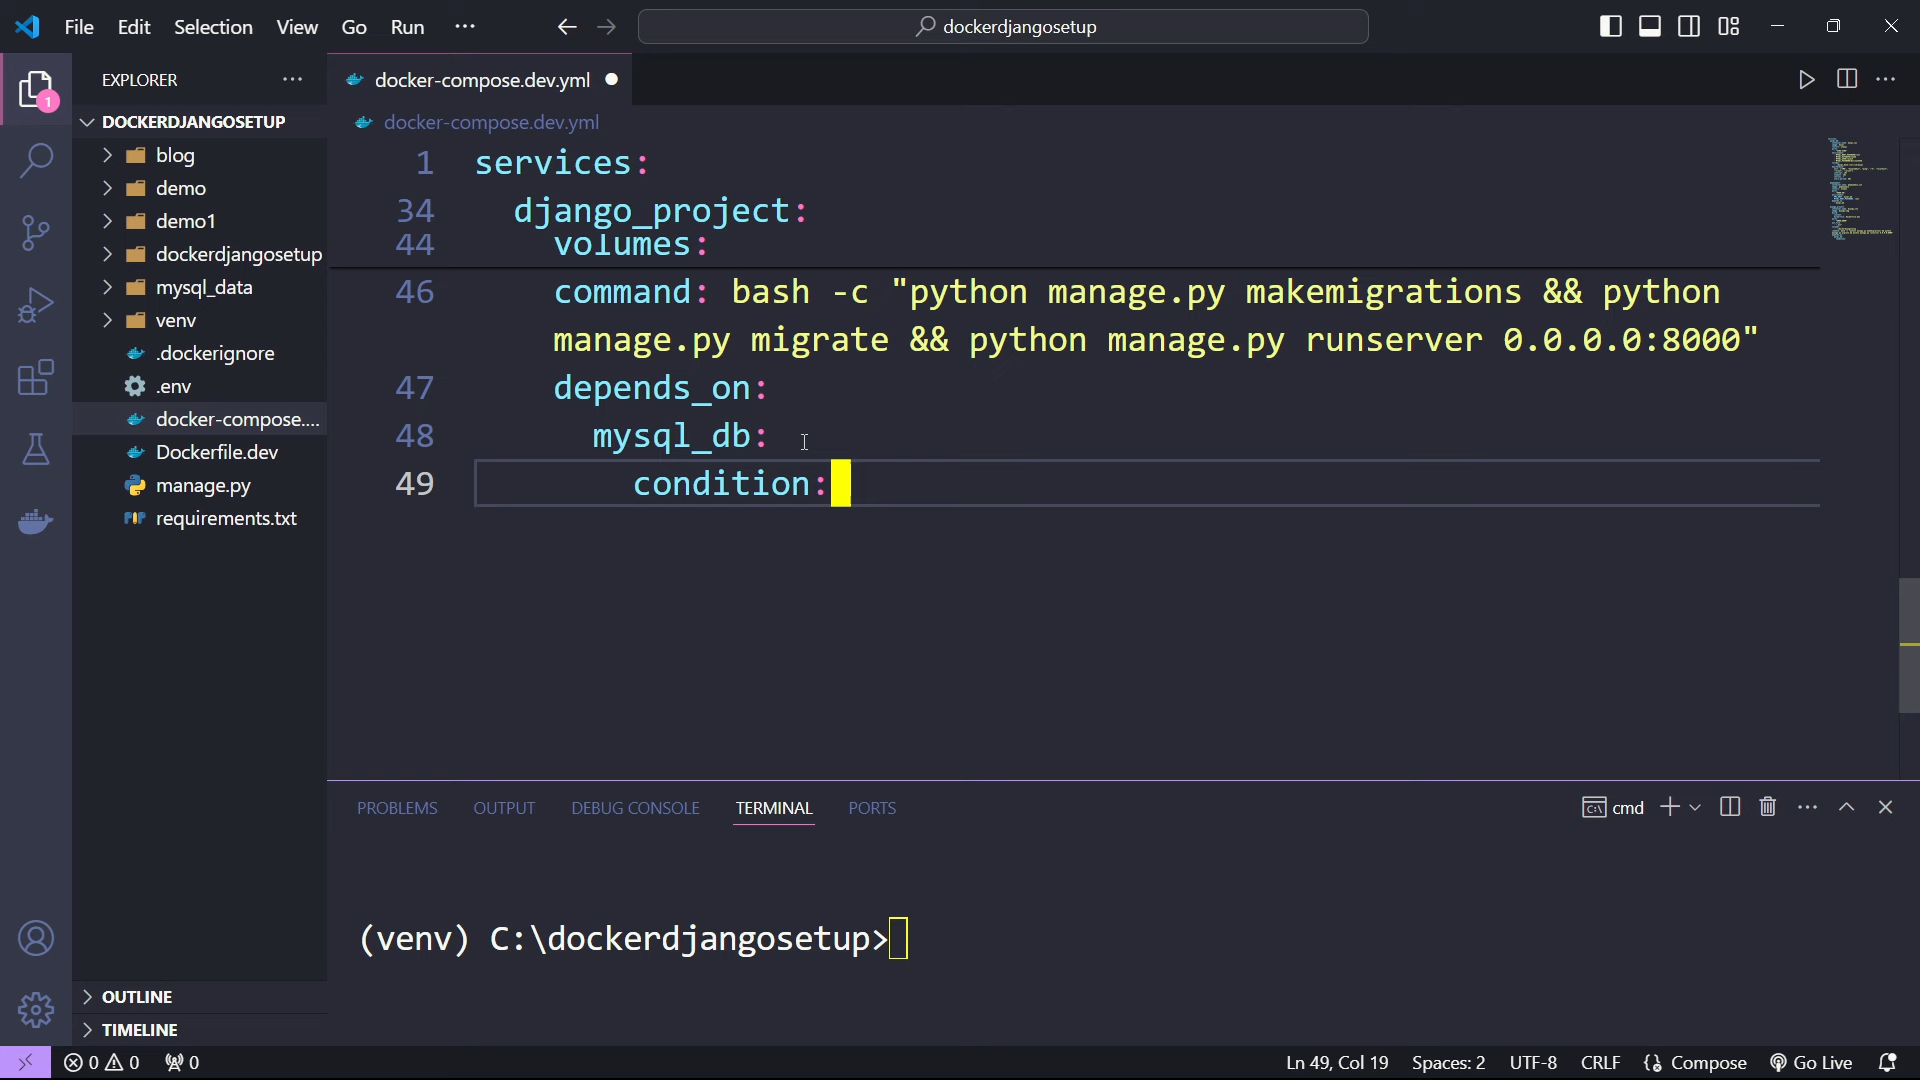 File Edit Selection View Go Run ··· dockerdjangosetup
EXPLORER ···
docker-compose.dev.yml
1
DOCKERDJANGOSETUP
docker-compose.dev.yml
blog
demo
demo1
dockerdjangosetup
mysql_data
venv
.dockerignore
.env
docker-compose....
Dockerfile.dev
manage.py
requirements.txt
1 services:
34 django_project:
44 volumes:
46 command: bash -c "python manage.py makemigrations && python
manage.py migrate && python manage.py runserver 0.0.0.0:8000"
47 depends_on:
48 mysql_db:
49 condition:
PROBLEMS OUTPUT DEBUG CONSOLE TERMINAL PORTS cmd
(venv) C:\dockerdjangosetup>
OUTLINE
TIMELINE
0 0 0 Ln 49, Col 19 Spaces: 2 UTF-8 CRLF Compose Go Live